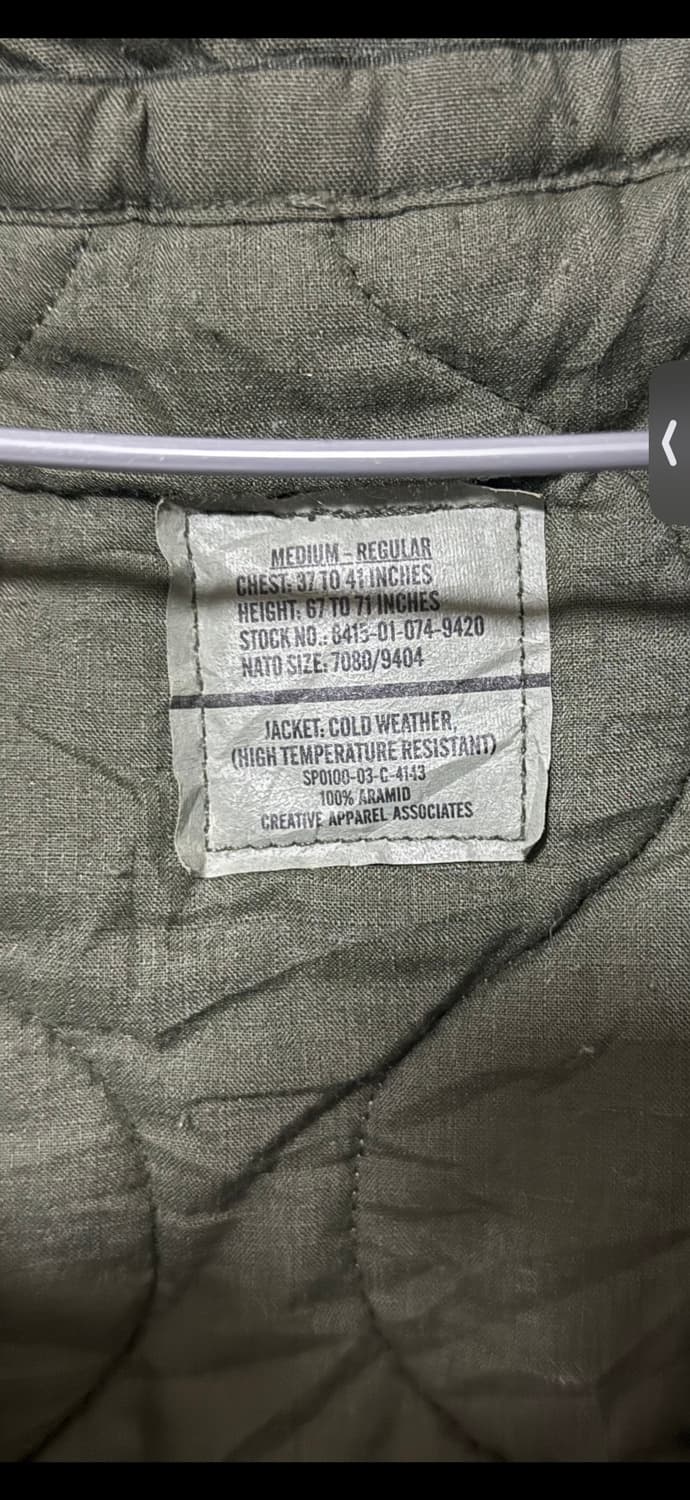 MEDIUM - REGULAR
CHEST: 37 TO 41 INCHES
HEIGHT: 67 TO 71 INCHES
STOCK NO.: 8415-01-074-9420
NATO SIZE: 7080/9404
JACKET: COLD WEATHER,
(HIGH TEMPERATURE RESISTANT)
SP0100-03-C-4143
100% ARAMID
CREATIVE APPAREL ASSOCIATES